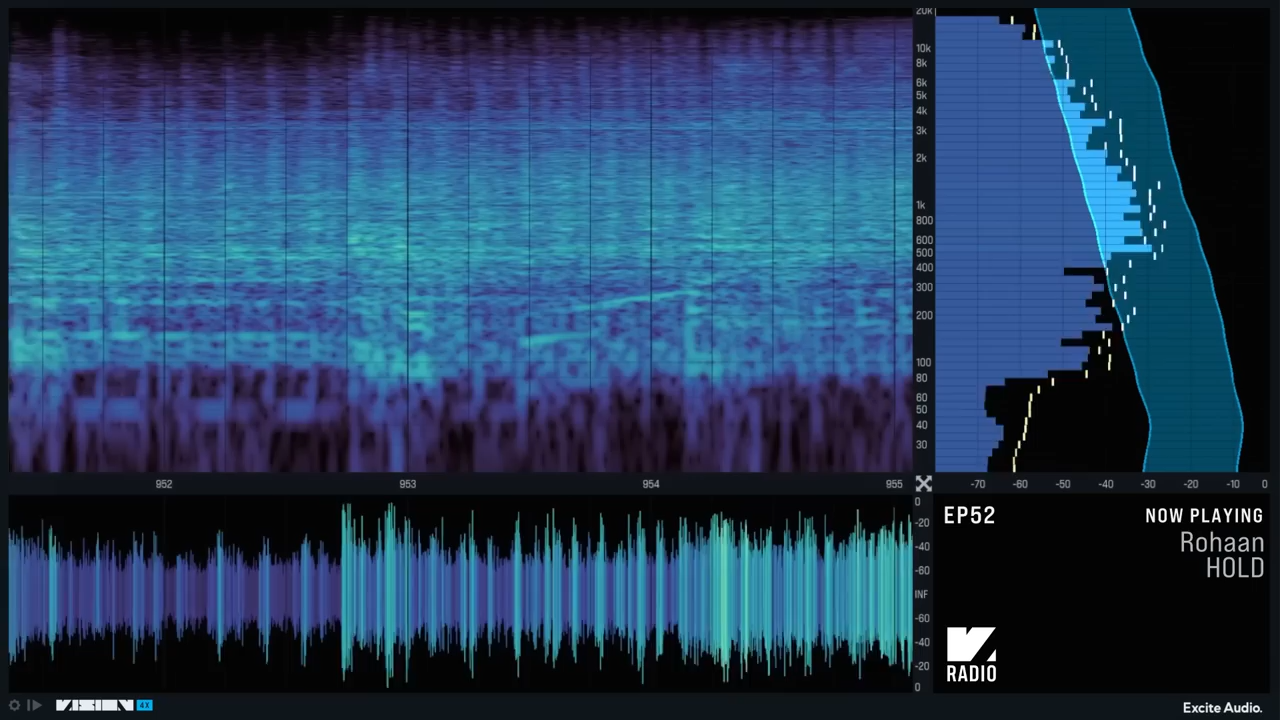 20k
10k
8k
6k
5k
4k
3k
2k
1k
800
600
500
400
300
200
100
80
60
50
40
30
952
953
954
955
-70
-60
-50
-40
-30
-20
-10
0
0
-20
-40
-60
INF
-60
-40
-20
0
EP52
NOW PLAYING
Rohaan
HOLD
RADIO
VISION 4X
Excite Audio.